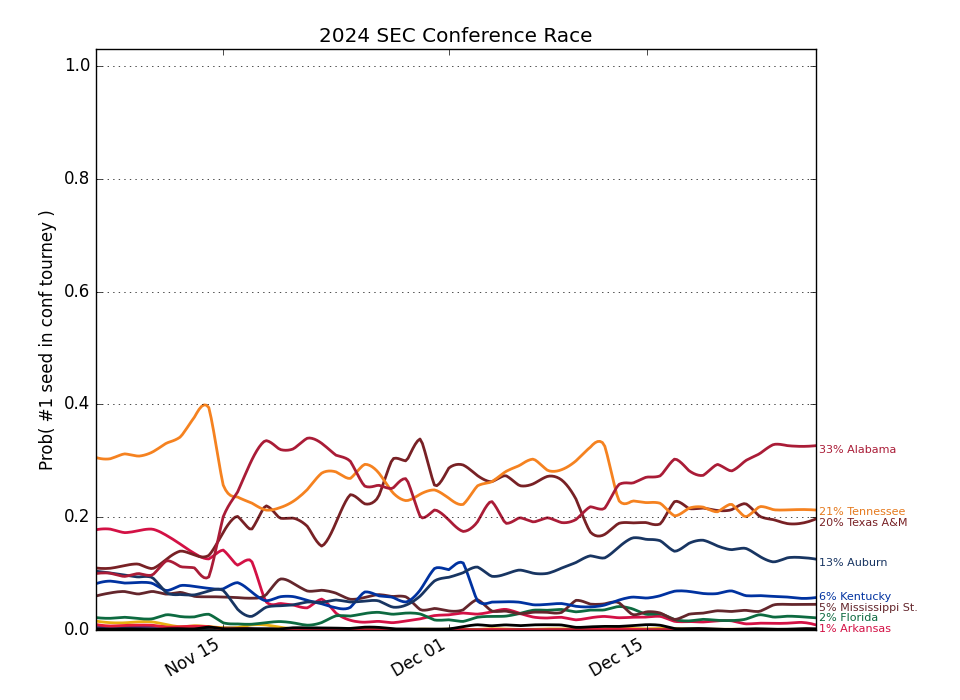 2024 SEC Conference Race
Prob( #1 seed in conf tourney )
1.0
0.8
0.6
0.4
0.2
0.0
Nov 15
Dec 01
Dec 15
33% Alabama
21% Tennessee
20% Texas A&M
13% Auburn
6% Kentucky
5% Mississippi St.
2% Florida
1% Arkansas